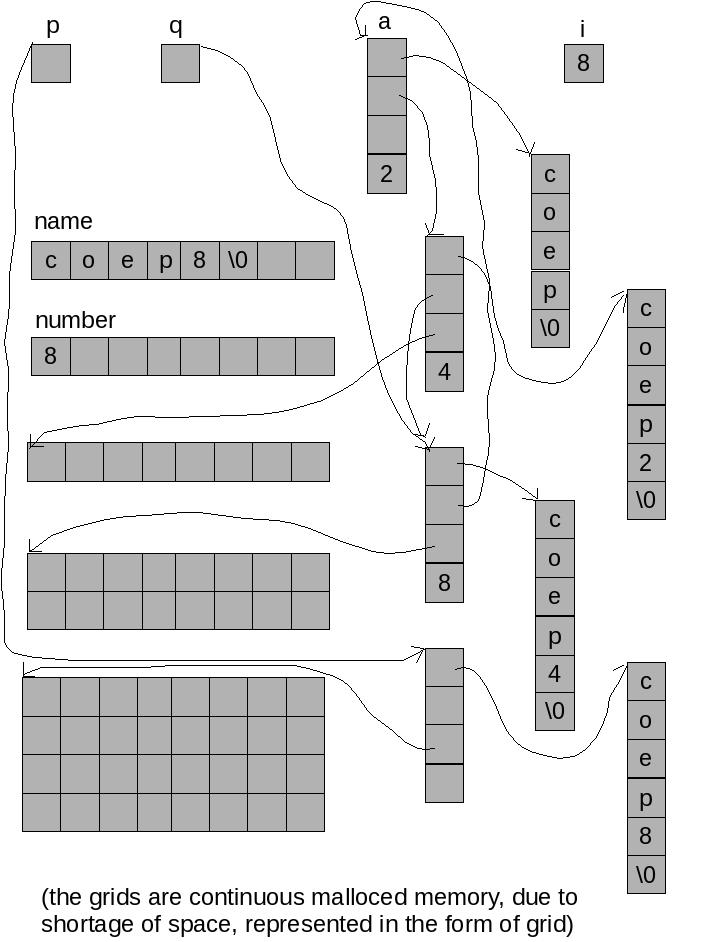 p q a i
8
2
c
o
e
p
\0
name
c o e p 8 \0
number
8
4
c
o
e
p
2
\0
8
c
o
e
p
4
\0
c
o
e
p
8
\0
(the grids are continuous malloced memory, due to
shortage of space, represented in the form of grid)